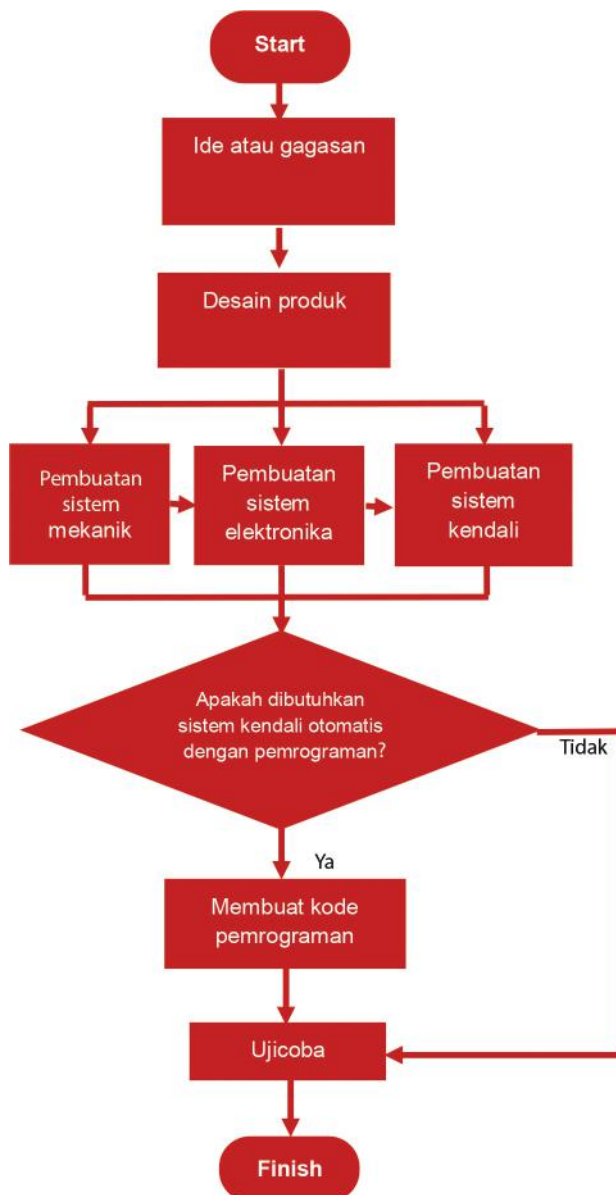 Start
Ide atau gagasan
Desain produk
Pembuatan
sistem
mekanik
Pembuatan
sistem
elektronika
Pembuatan
sistem
kendali
Apakah dibutuhkan
sistem kendali otomatis
dengan pemrograman?
Tidak
Ya
Membuat kode
pemrograman
Ujicoba
Finish